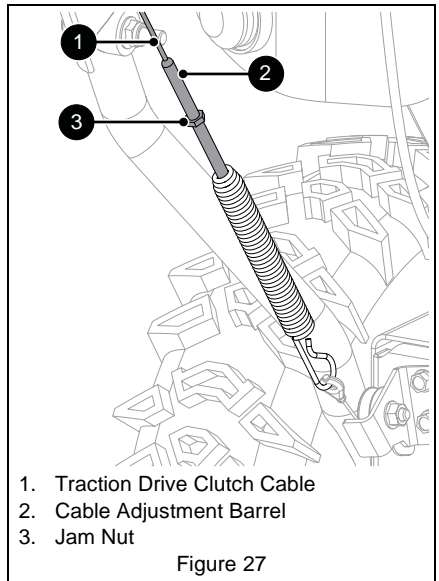 1
2
3
1. Traction Drive Clutch Cable
2. Cable Adjustment Barrel
3. Jam Nut
Figure 27